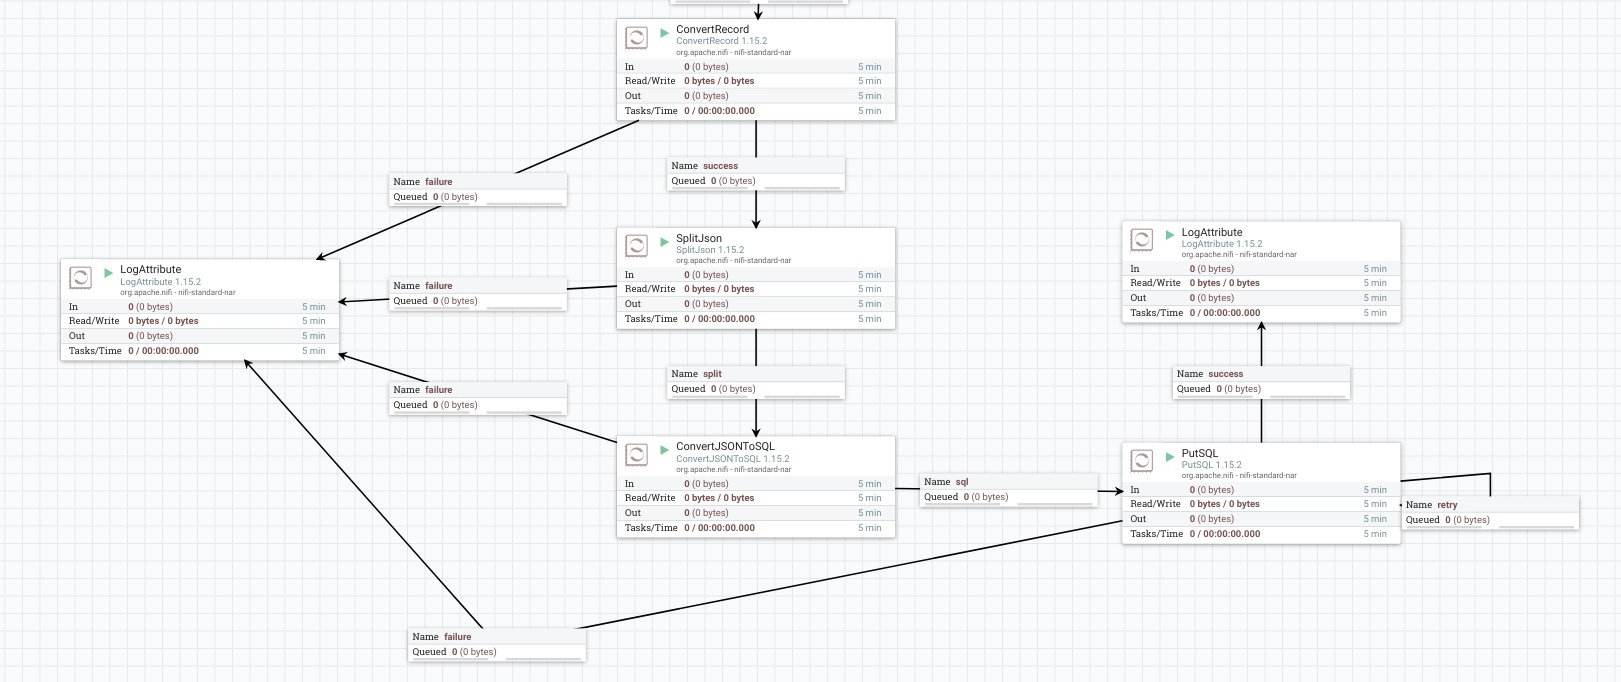 ConvertRecord
ConvertRecord 1.15.2
org.apache.nifi - nifi-standard-nar
In 0 (0 bytes) 5 min
Read/Write 0 bytes / 0 bytes 5 min
Out 0 (0 bytes) 5 min
Tasks/Time 0 / 00:00:00.000 5 min
Name failure
Queued 0 (0 bytes)
Name success
Queued 0 (0 bytes)
SplitJson
SplitJson 1.15.2
org.apache.nifi - nifi-standard-nar
In 0 (0 bytes) 5 min
Read/Write 0 bytes / 0 bytes 5 min
Out 0 (0 bytes) 5 min
Tasks/Time 0 / 00:00:00.000 5 min
LogAttribute
LogAttribute 1.15.2
org.apache.nifi - nifi-standard-nar
In 0 (0 bytes) 5 min
Read/Write 0 bytes / 0 bytes 5 min
Out 0 (0 bytes) 5 min
Tasks/Time 0 / 00:00:00.000 5 min
LogAttribute
LogAttribute 1.15.2
org.apache.nifi - nifi-standard-nar
In 0 (0 bytes) 5 min
Read/Write 0 bytes / 0 bytes 5 min
Out 0 (0 bytes) 5 min
Tasks/Time 0 / 00:00:00.000 5 min
Name failure
Queued 0 (0 bytes)
Name failure
Queued 0 (0 bytes)
Name split
Queued 0 (0 bytes)
Name success
Queued 0 (0 bytes)
ConvertJSONToSQL
ConvertJSONToSQL 1.15.2
org.apache.nifi - nifi-standard-nar
In 0 (0 bytes) 5 min
Read/Write 0 bytes / 0 bytes 5 min
Out 0 (0 bytes) 5 min
Tasks/Time 0 / 00:00:00.000 5 min
Name sql
Queued 0 (0 bytes)
PutSQL
PutSQL 1.15.2
org.apache.nifi - nifi-standard-nar
In 0 (0 bytes) 5 min
Read/Write 0 bytes / 0 bytes 5 min
Out 0 (0 bytes) 5 min
Tasks/Time 0 / 00:00:00.000 5 min
Name retry
Queued 0 (0 bytes)
Name failure
Queued 0 (0 bytes)